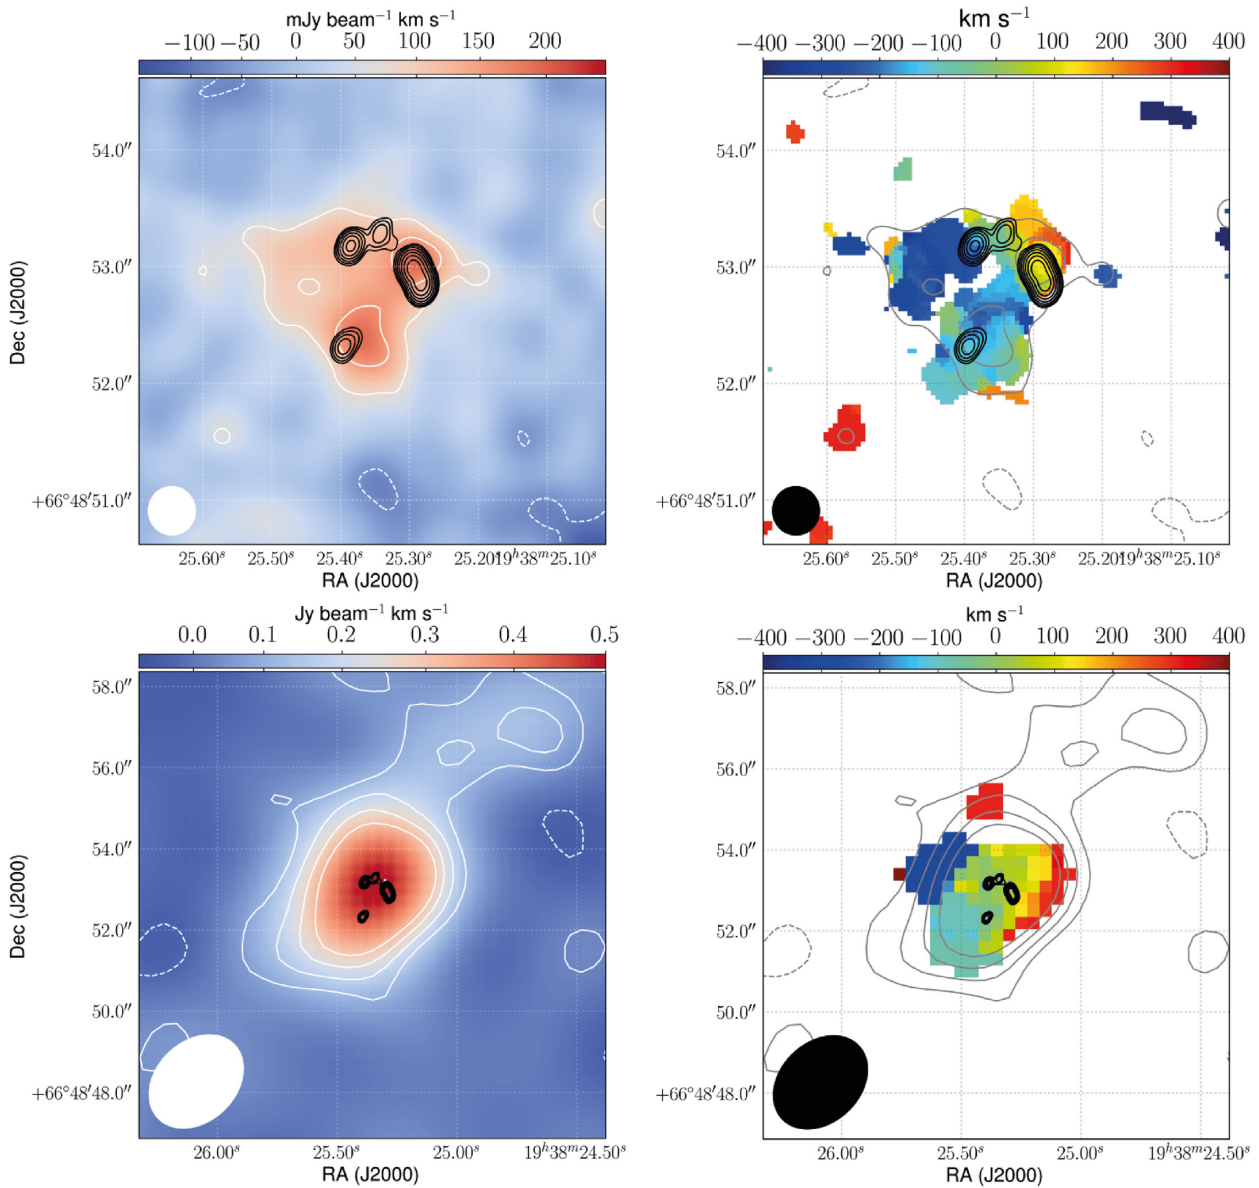 mJy beam⁻¹ km s⁻¹
−100 −50 0 50 100 150 200
54.0″
53.0″
52.0″
+66°48′51.0″
Dec (J2000)
25.60ˢ 25.50ˢ 25.40ˢ 25.30ˢ 25.20 19ʰ38ᵐ25.10ˢ
RA (J2000)
km s⁻¹
−400 −300 −200 −100 0 100 200 300 400
54.0″
53.0″
52.0″
+66°48′51.0″
25.60ˢ 25.50ˢ 25.40ˢ 25.30ˢ 25.20 19ʰ38ᵐ25.10ˢ
RA (J2000)
Jy beam⁻¹ km s⁻¹
0.0 0.1 0.2 0.3 0.4 0.5
58.0″
56.0″
54.0″
52.0″
50.0″
+66°48′48.0″
Dec (J2000)
26.00ˢ 25.50ˢ 25.00ˢ 19ʰ38ᵐ24.50ˢ
RA (J2000)
km s⁻¹
−400 −300 −200 −100 0 100 200 300 400
58.0″
56.0″
54.0″
52.0″
50.0″
+66°48′48.0″
26.00ˢ 25.50ˢ 25.00ˢ 19ʰ38ᵐ24.50ˢ
RA (J2000)